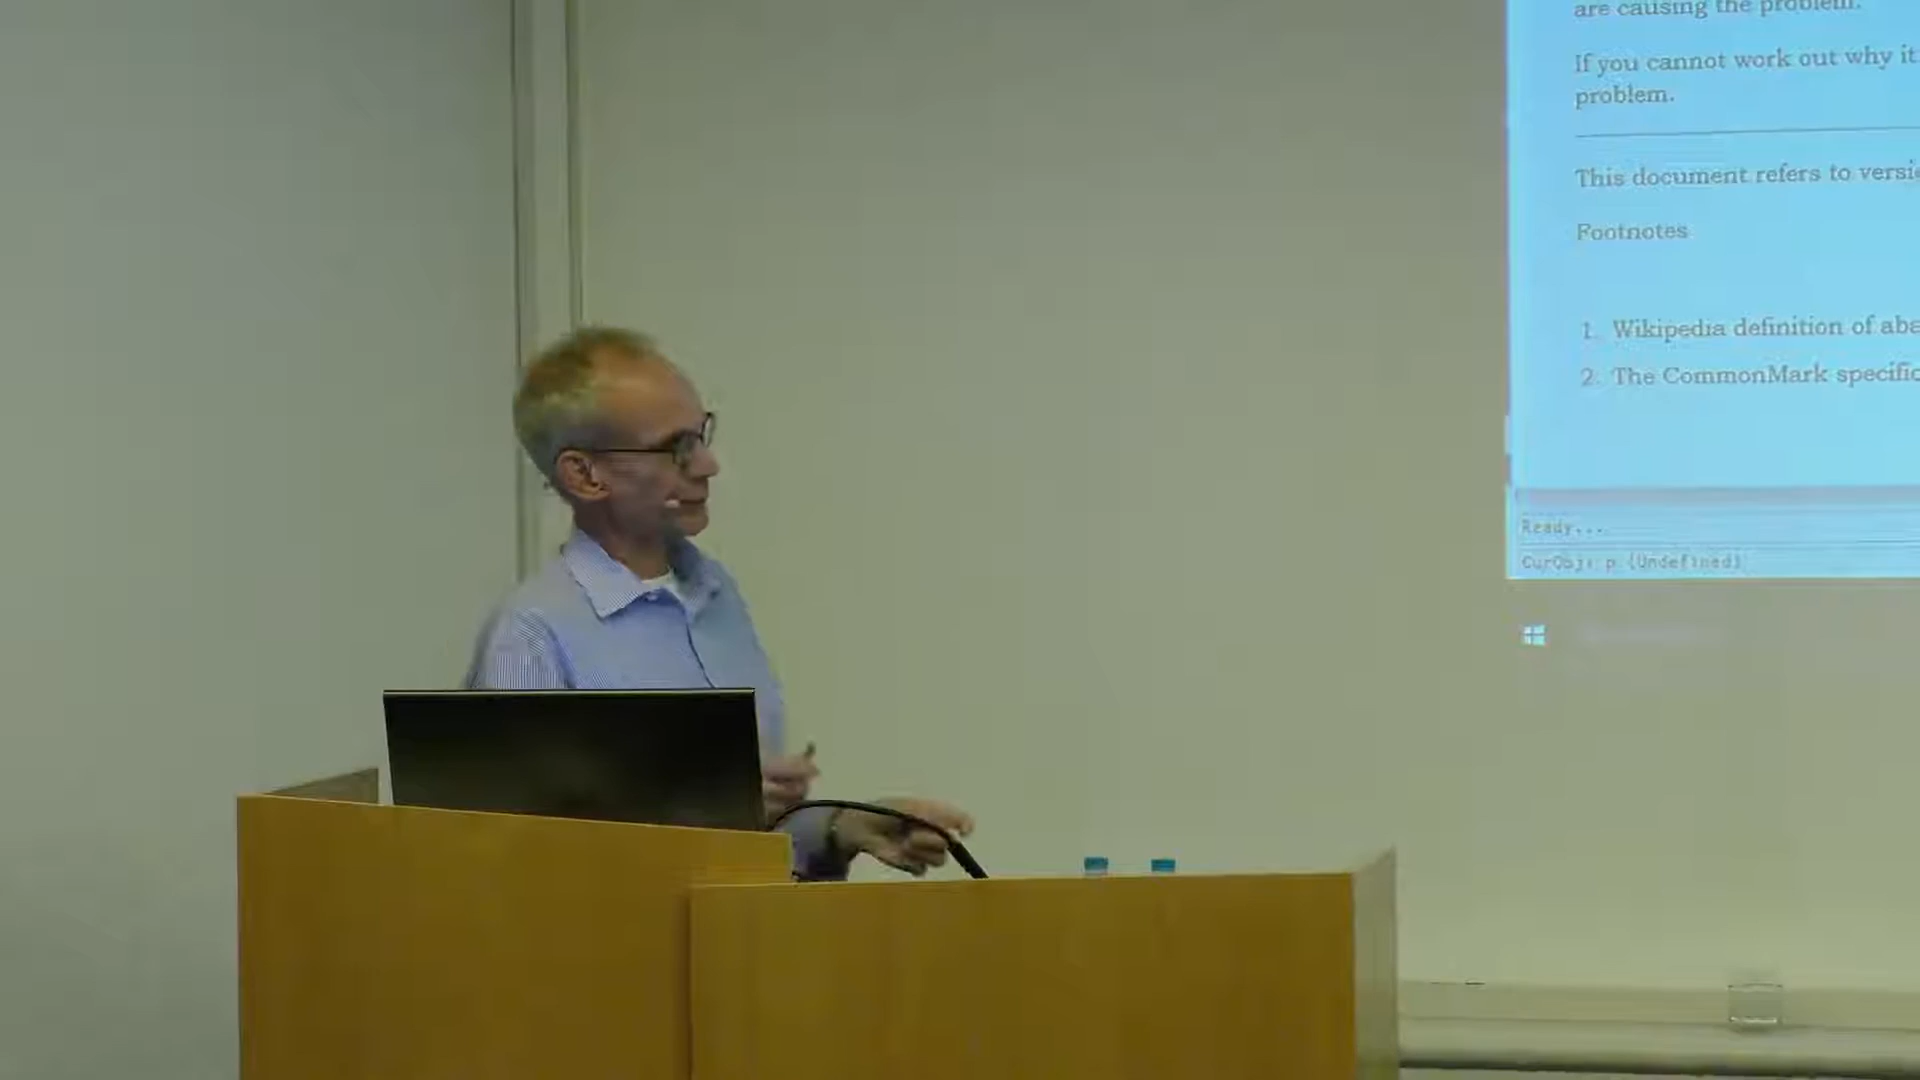 are causing the problem.
If you cannot work out why it
problem.
This document refers to versi
Footnotes
1. Wikipedia definition of aba
2. The CommonMark specific
Ready...
CurObj: p (Undefined)